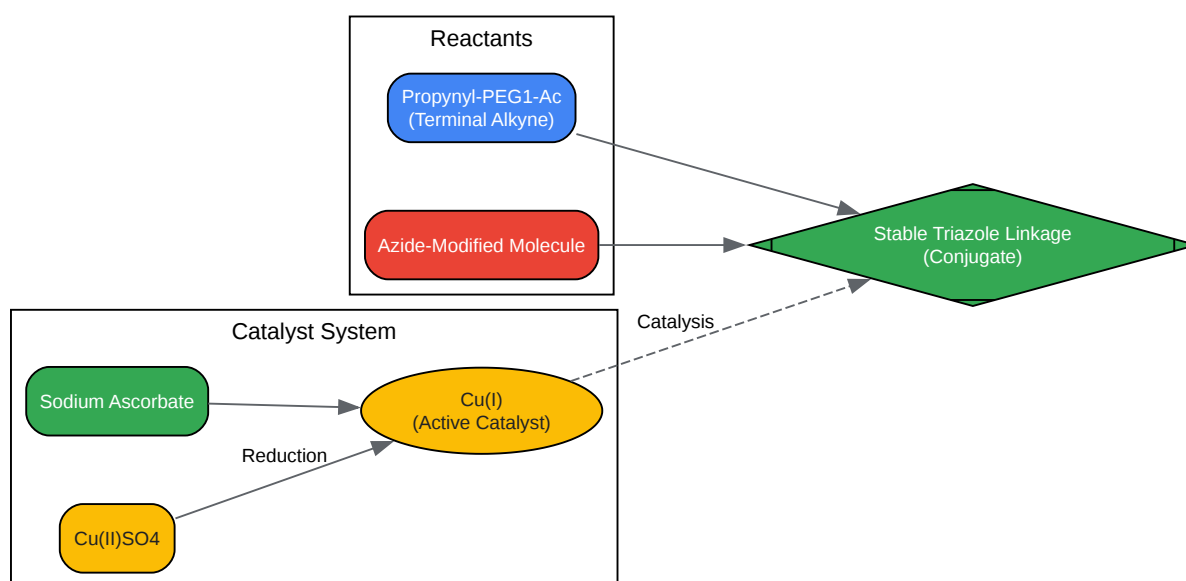 Reactants
Propynyl-PEG1-Ac
(Terminal Alkyne)
Azide-Modified Molecule
Stable Triazole Linkage
(Conjugate)
Catalysis
Catalyst System
Sodium Ascorbate
Cu(I)
(Active Catalyst)
Reduction
Cu(II)SO4